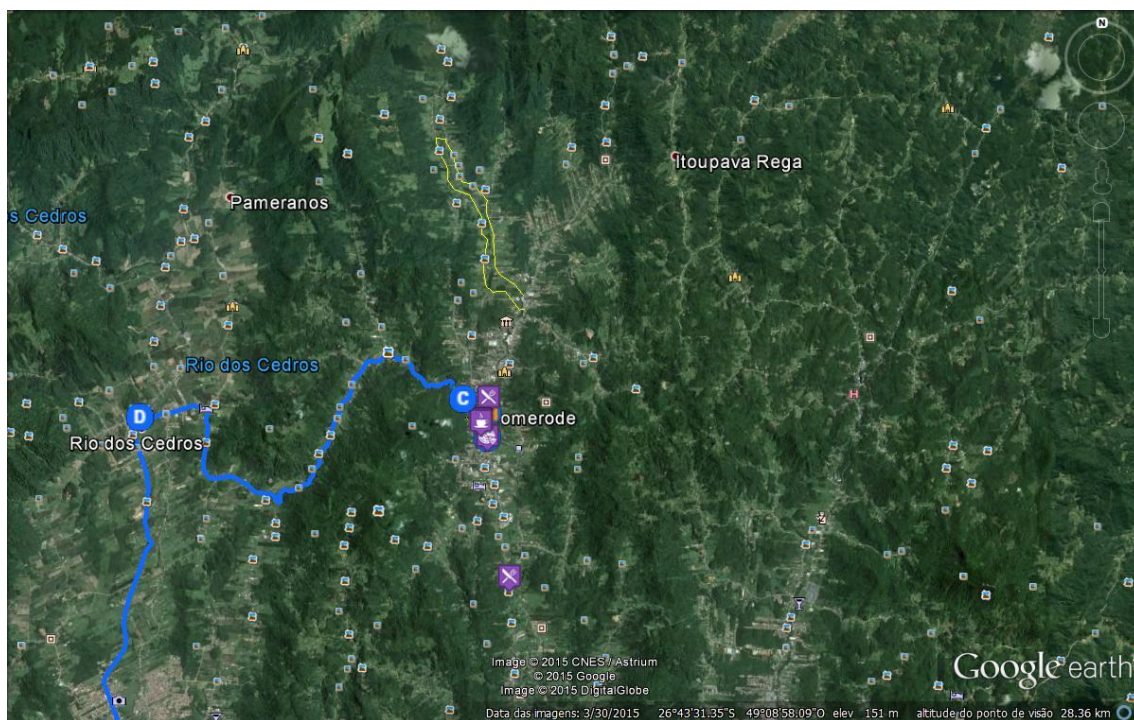 N
Itoupava Rega
Pameranos
s Cedros
Rio dos Cedros
C
omerode
D
Rio dos Cedros
H
Image © 2015 CNES / Astrium
© 2015 Google
Image © 2015 DigitalGlobe
Google earth
Data das imagens: 3/30/2015 26°43'31.35"S 49°08'58.09"O elev 151 m altitude do ponto de visão 28.36 km